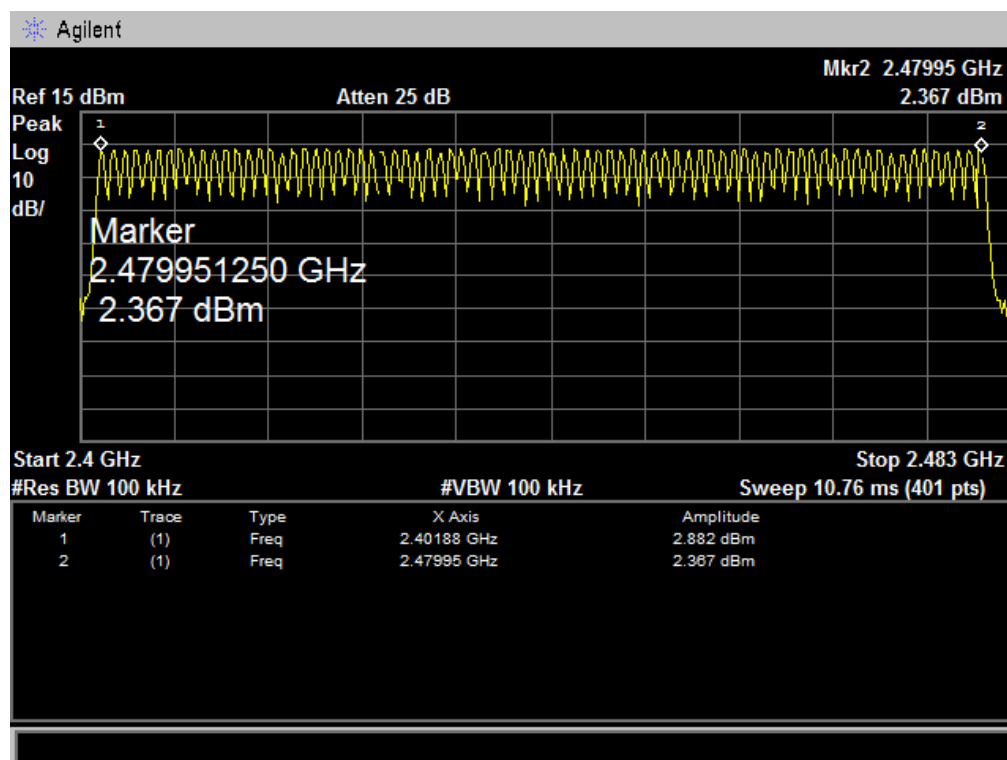 Agilent
Mkr2 2.47995 GHz
Ref 15 dBm Atten 25 dB 2.367 dBm
Peak
Log
10
dB/
1 2
Marker
2.479951250 GHz
2.367 dBm
Start 2.4 GHz Stop 2.483 GHz
#Res BW 100 kHz #VBW 100 kHz Sweep 10.76 ms (401 pts)
Marker Trace Type X Axis Amplitude
1 (1) Freq 2.40188 GHz 2.882 dBm
2 (1) Freq 2.47995 GHz 2.367 dBm